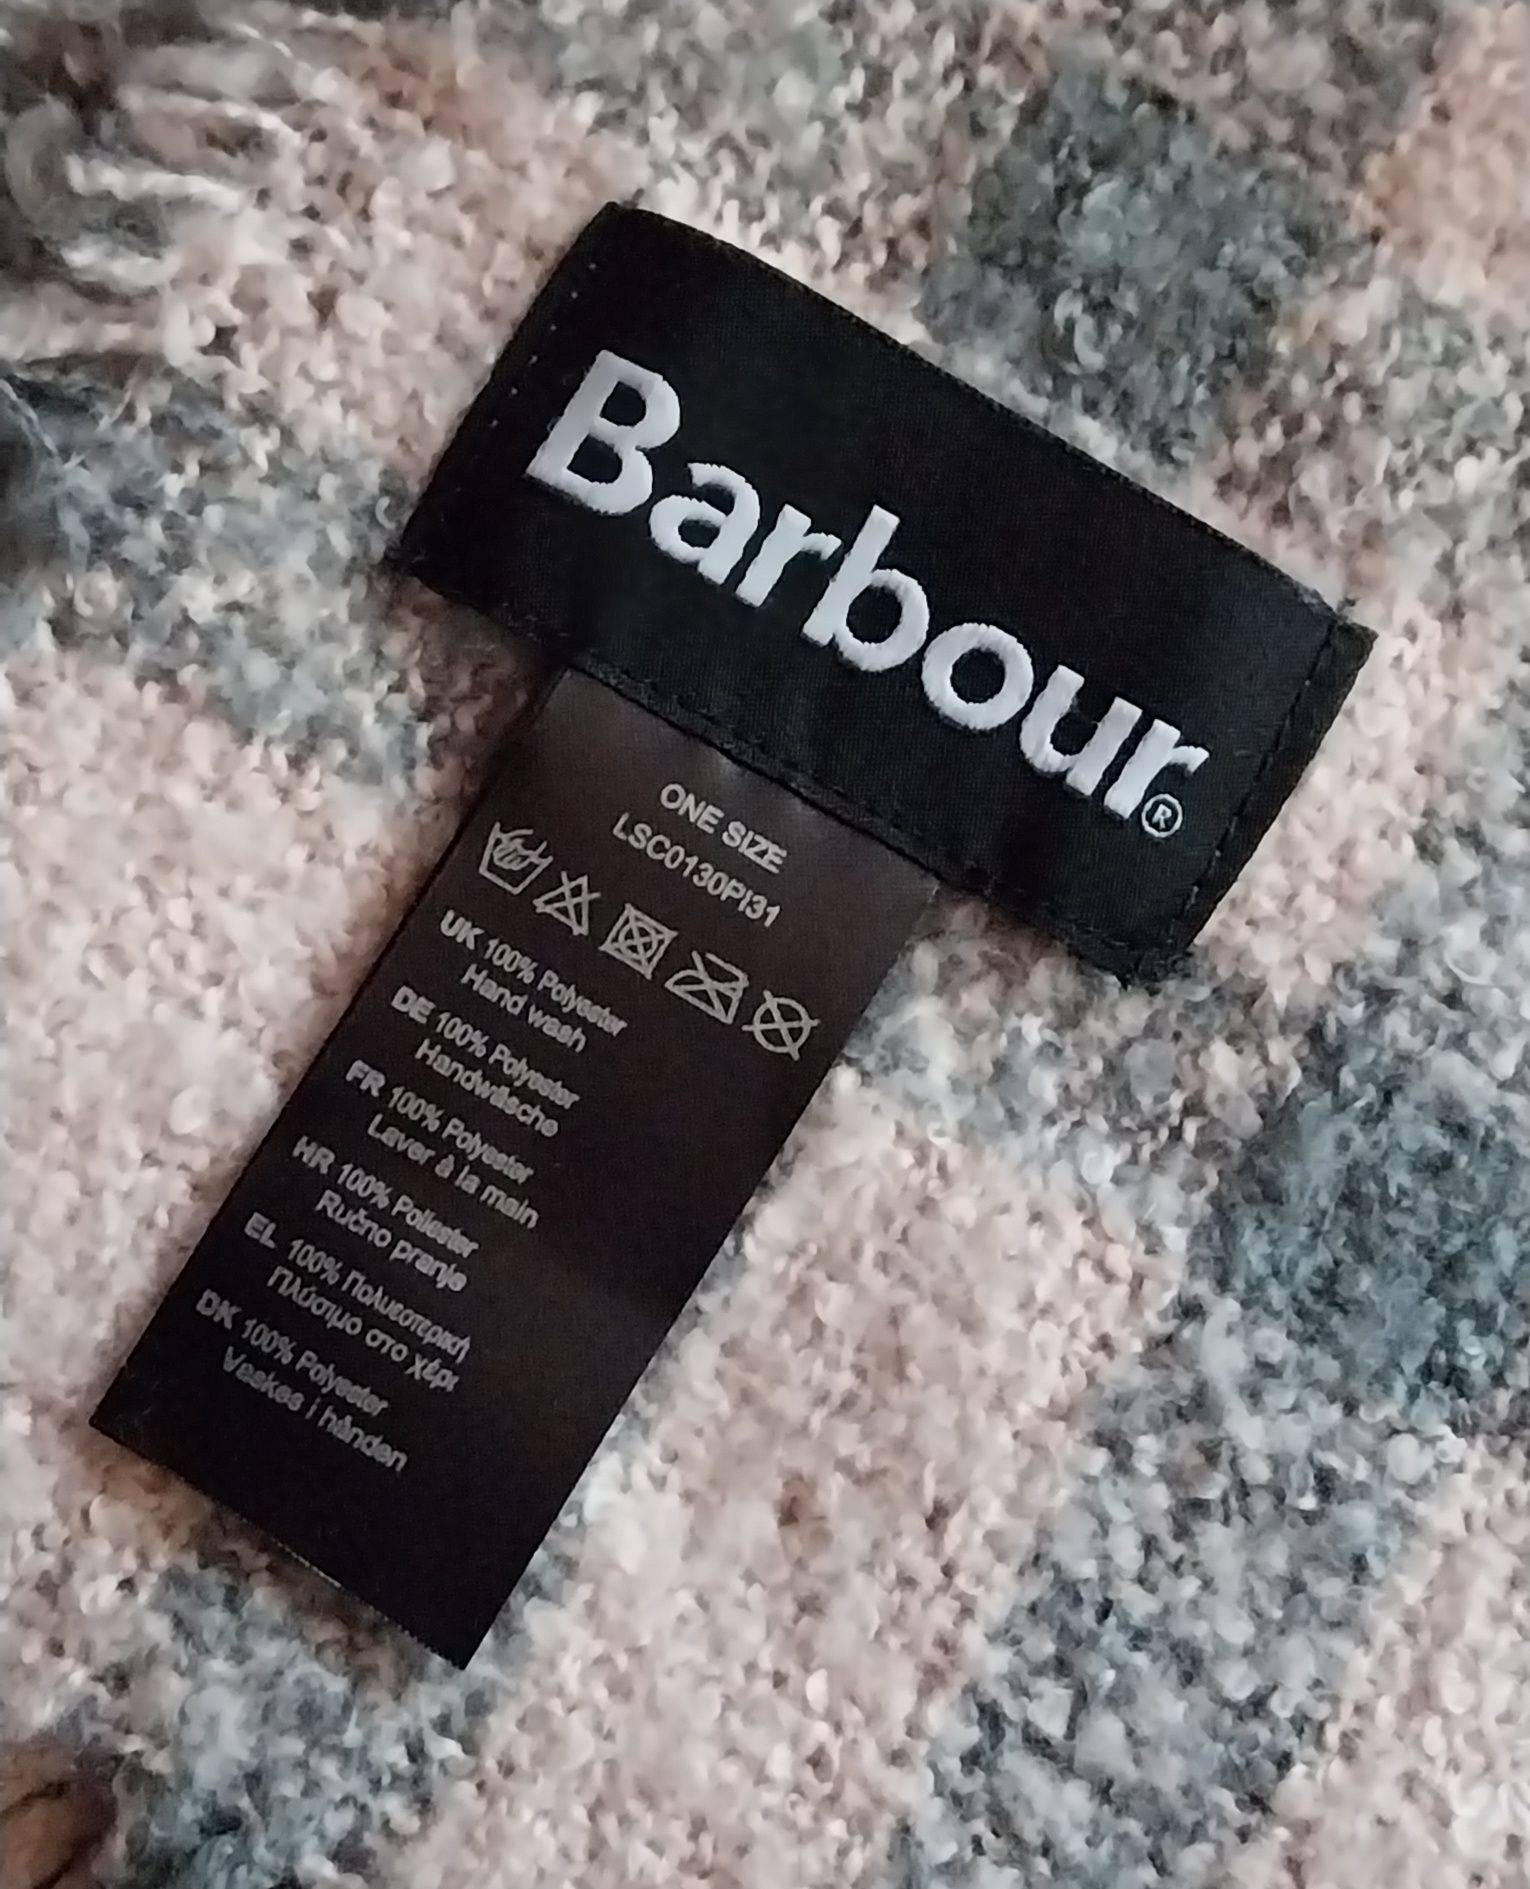 Barbour®
ONE SIZE
LSC0130PI31
UK 100% Polyester
Hand wash
DE 100% Polyester
Handwäsche
FR 100% Polyester
Laver à la main
HR 100% Poliester
Ručno pranje
EL 100% Πολυεστερική
Πλύσιμο στο χέρι
DK 100% Polyester
Vaskes i hånden